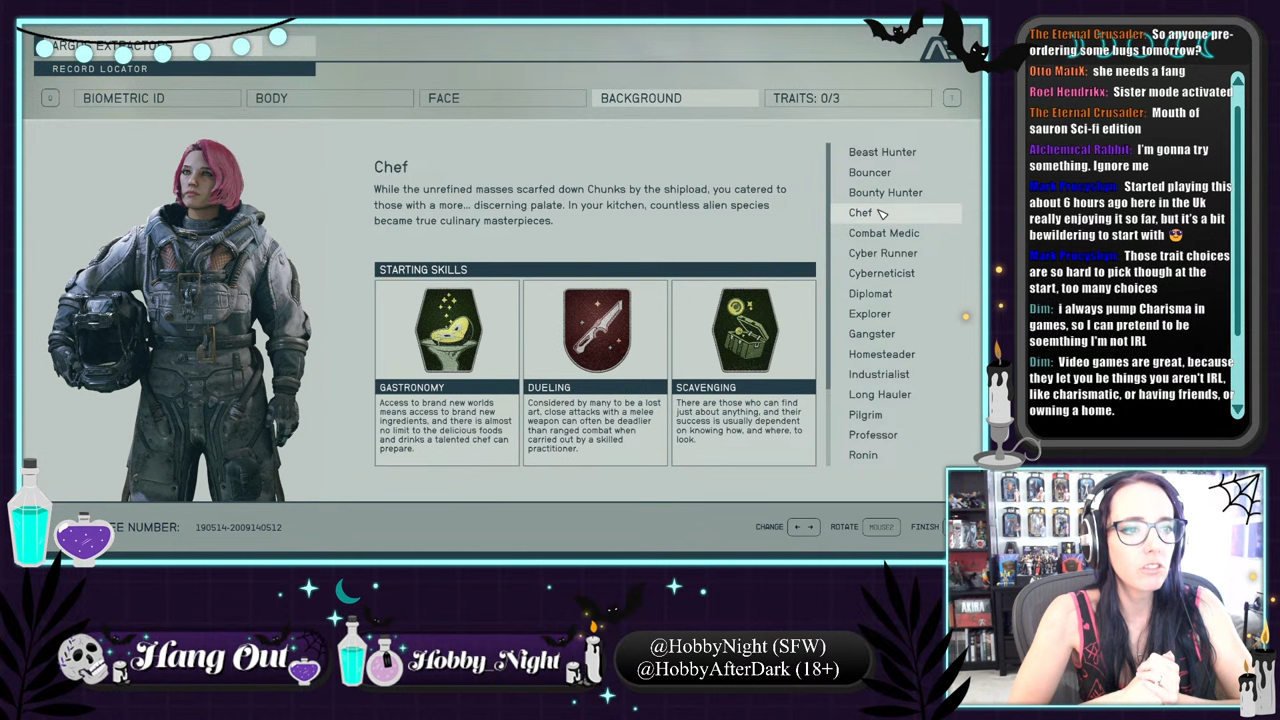 ARGOS EXTRACTORS
RECORD LOCATOR
BIOMETRIC ID
BODY
FACE
BACKGROUND
TRAITS: 0/3
Chef
While the unrefined masses scarfed down Chunks by the shipload, you catered to
those with a more... discerning palate. In your kitchen, countless alien species
became true culinary masterpieces.
STARTING SKILLS
GASTRONOMY
Access to brand new worlds
means access to brand new
ingredients, and there is almost
no limit to the delicious foods
and drinks a talented chef can
prepare.
DUELING
Considered by many to be a lost
art, close attacks with a melee
weapon can often be deadlier
than ranged combat when
carried out by a skilled
practitioner.
SCAVENGING
There are those who can find
just about anything, and their
success is usually dependent
on knowing how, and where, to
look.
Beast Hunter
Bouncer
Bounty Hunter
Chef
Combat Medic
Cyber Runner
Cyberneticist
Diplomat
Explorer
Gangster
Homesteader
Industrialist
Long Hauler
Pilgrim
Professor
Ronin
EE NUMBER: 190514-2009140512
CHANGE
ROTATE MOUSE2
FINISH
The Eternal Crusader: So anyone pre-
ordering some bugs tomorrow?
Otto MatiX: she needs a fang
Roel Hendrikx: Sister mode activated
The Eternal Crusader: Mouth of
sauron Sci-fi edition
Alchemical Rabbit: I'm gonna try
something. Ignore me
Started playing this
about 6 hours ago here in the Uk
really enjoying it so far, but it's a bit
bewildering to start with 😎
Those trait choices
are so hard to pick though at the
start, too many choices
Dim: i always pump Charisma in
games, so I can pretend to be
soemthing I'm not IRL
Dim: Video games are great, because
they let you be things you aren't IRL,
like charismatic, or having friends, or
owning a home.
AKIRA
Hang Out
Hobby_Night
@HobbyNight (SFW)
@HobbyAfterDark (18+)